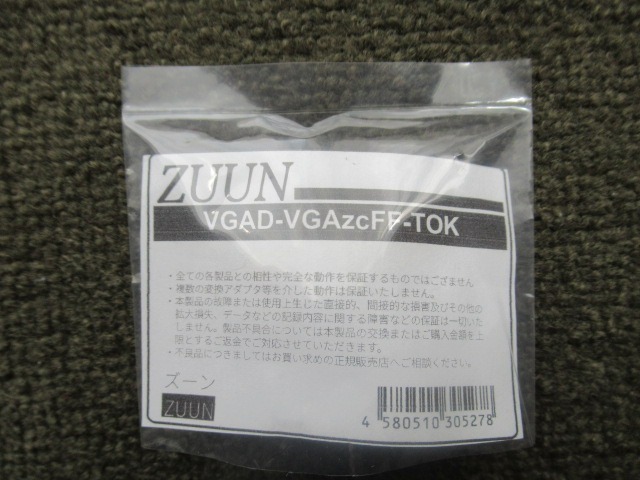 ZUUN
VGAD-VGAzcFF-TOK
・全ての各製品との相性や完全な動作を保証するものではございません
・複数の変換アダプタ等を介した動作は保証いたしません。
・本製品の故障または使用上生じた直接的、間接的な損害及びその他の
拡大損失、データなどの記録内容に関する障害などの保証は一切いた
しません。製品不具合については本製品の交換またはご購入金額を上
限とするご返金でご対応させていただきます。
・不良品につきましてはお買い求めの正規販売店へご相談ください。
ズーン
ZUUN
4 580510 305278